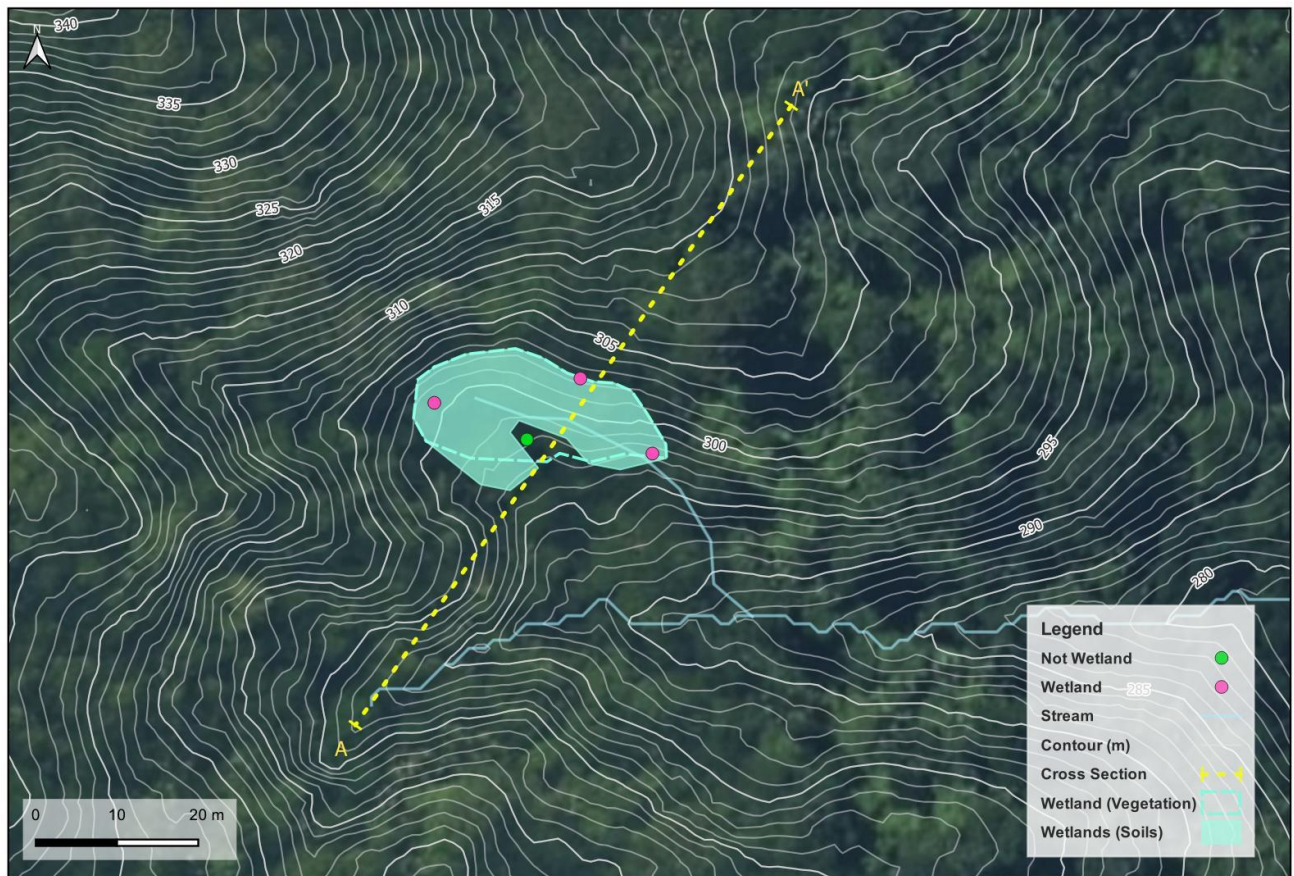 N
340
A'
335
330
325
315
320
310
305
300
295
290
280
A
Legend
Not Wetland
Wetland
285
Stream
Contour (m)
Cross Section
Wetland (Vegetation)
Wetlands (Soils)
0 10 20 m